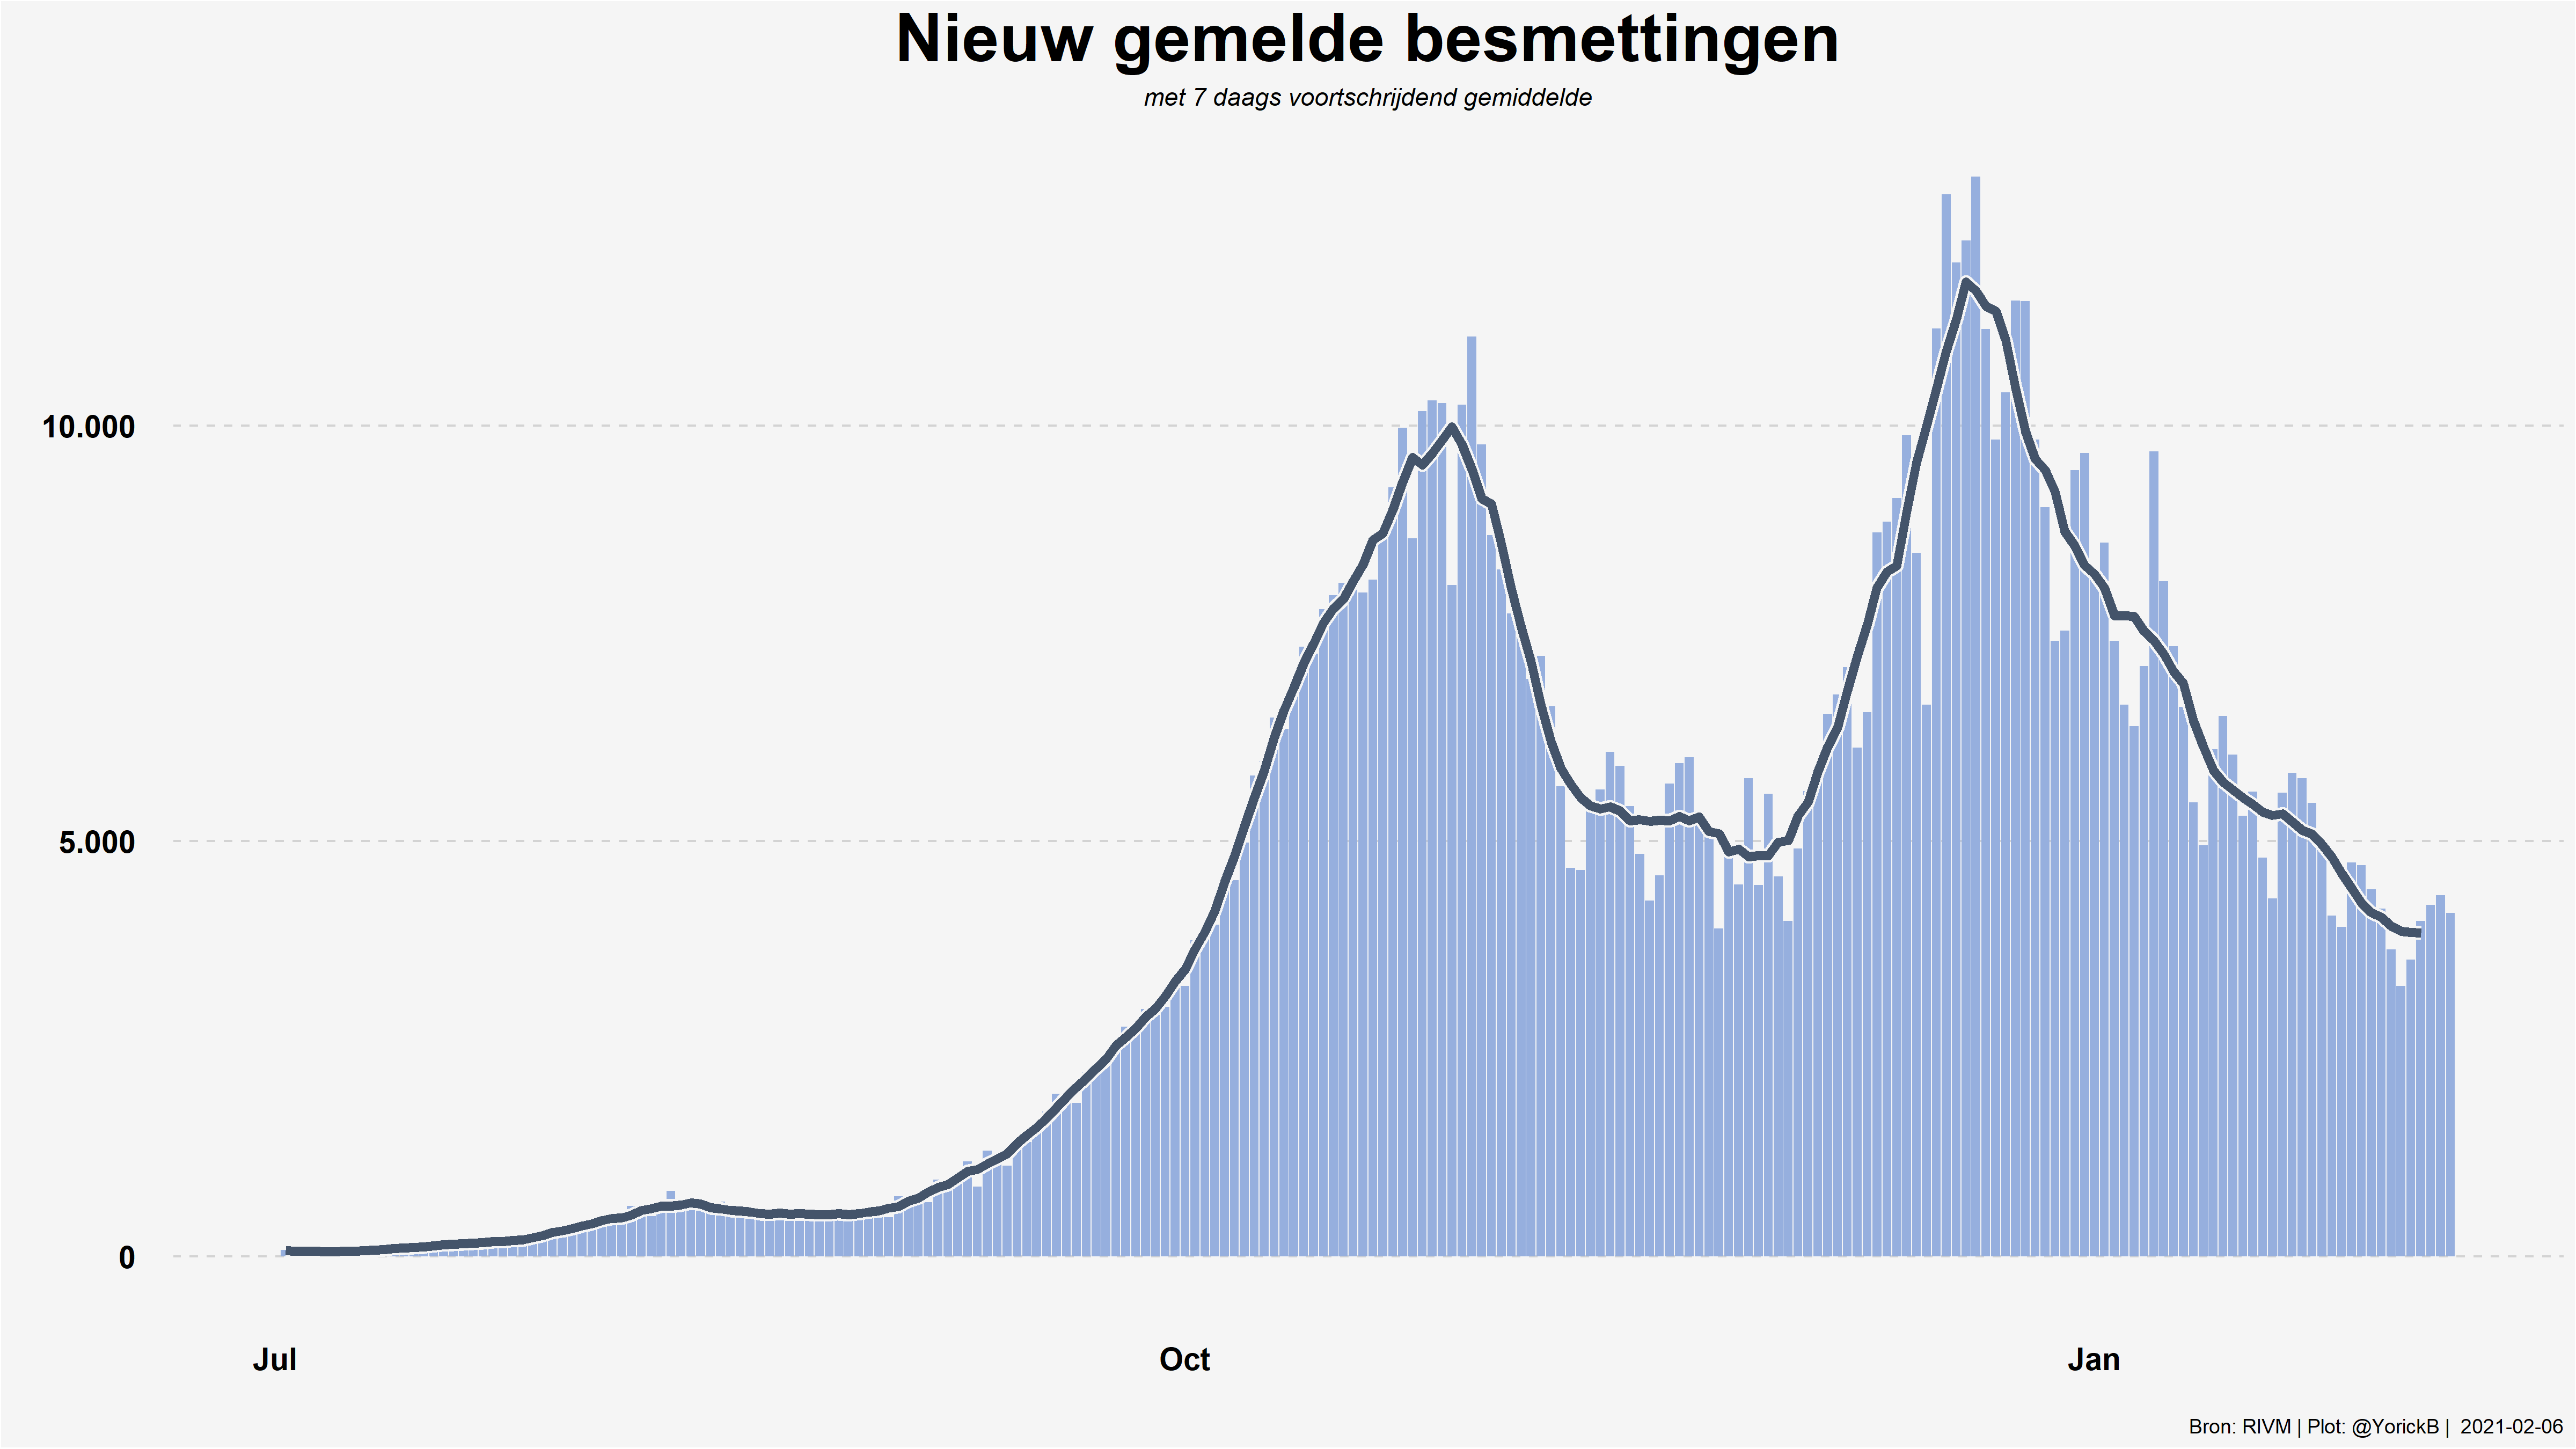 Nieuw gemelde besmettingen
met 7 daags voortschrijdend gemiddelde
10.000
5.000
0
Jul Oct Jan
Bron: RIVM | Plot: @YorickB | 2021-02-06